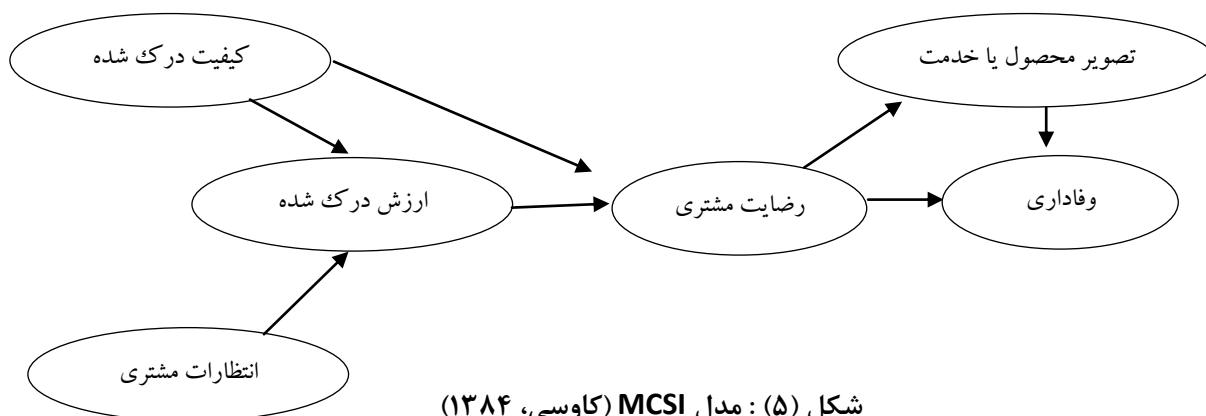 کیفیت درک شده
تصویر محصول یا خدمت
ارزش درک شده
رضایت مشتری
وفاداری
انتظارات مشتری
شکل (۵) : مدل MCSI (کاوسی، ۱۳۸۴)